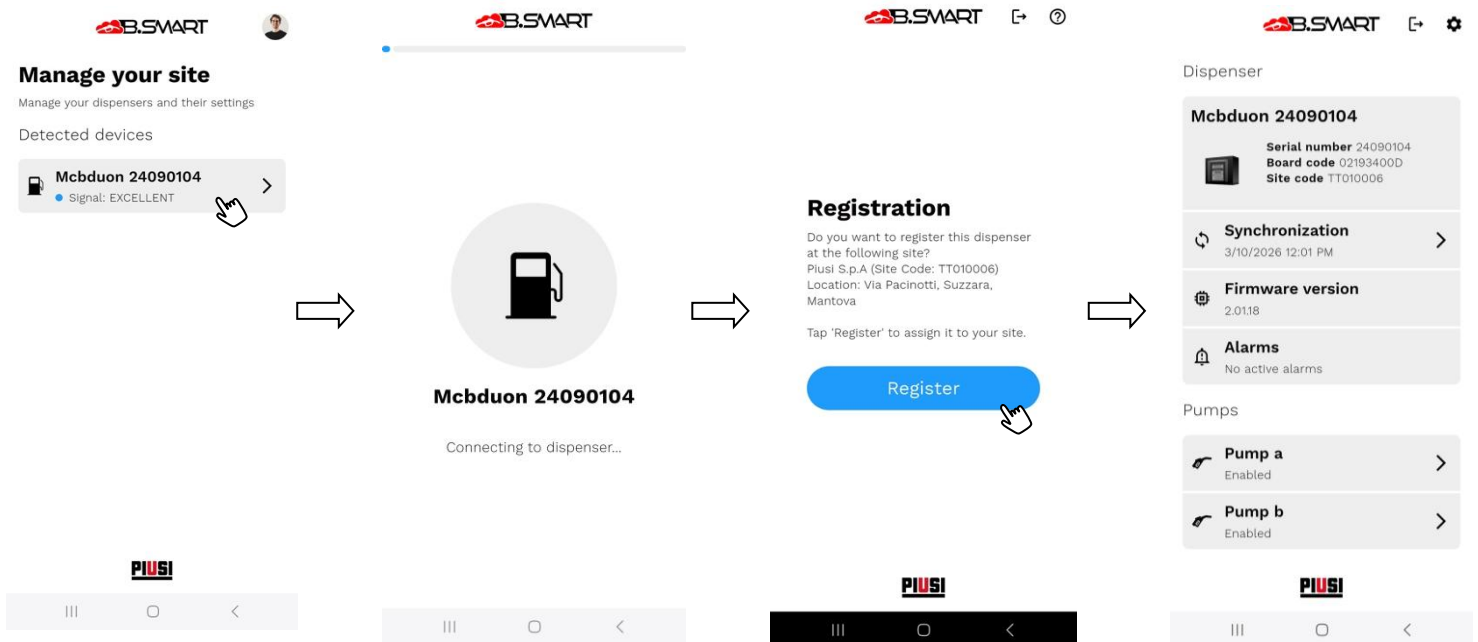 B.SMART
Manage your site
Manage your dispensers and their settings
Detected devices
Mcbduon 24090104
Signal: EXCELLENT
PIUSI
B.SMART
Mcbduon 24090104
Connecting to dispenser...
B.SMART
Registration
Do you want to register this dispenser
at the following site?
Piusi S.p.A (Site Code: TT010006)
Location: Via Pacinotti, Suzzara,
Mantova
Tap 'Register' to assign it to your site.
Register
PIUSI
B.SMART
Dispenser
Mcbduon 24090104
Serial number 24090104
Board code 02193400D
Site code TT010006
Synchronization
3/10/2026 12:01 PM
Firmware version
2.01.18
Alarms
No active alarms
Pumps
Pump a
Enabled
Pump b
Enabled
PIUSI